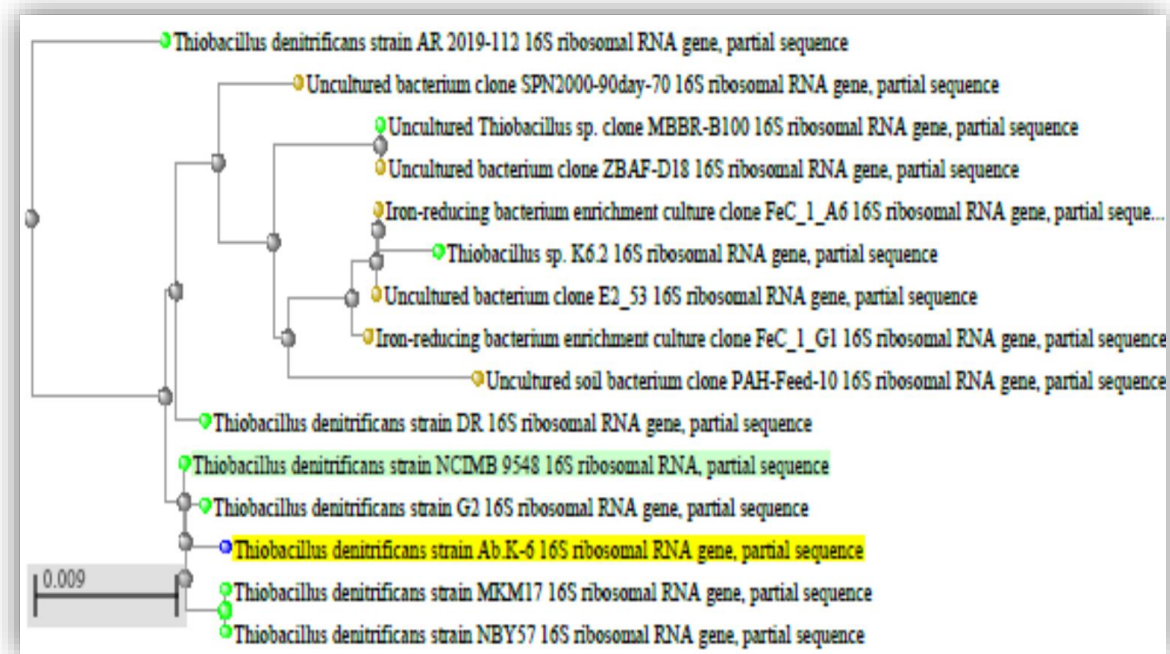 Thiobacillus denitrificans strain AR 2019-112 16S ribosomal RNA gene, partial sequence
Uncultured bacterium clone SPN2000-90day-70 16S ribosomal RNA gene, partial sequence
Uncultured Thiobacillus sp. clone MBBR-B100 16S ribosomal RNA gene, partial sequence
Uncultured bacterium clone ZBAF-D18 16S ribosomal RNA gene, partial sequence
Iron-reducing bacterium enrichment culture clone FeC_1_A6 16S ribosomal RNA gene, partial seque...
Thiobacillus sp. K6.2 16S ribosomal RNA gene, partial sequence
Uncultured bacterium clone E2_53 16S ribosomal RNA gene, partial sequence
Iron-reducing bacterium enrichment culture clone FeC_1_G1 16S ribosomal RNA gene, partial sequence
Uncultured soil bacterium clone PAH-Feed-10 16S ribosomal RNA gene, partial sequence
Thiobacillus denitrificans strain DR 16S ribosomal RNA gene, partial sequence
Thiobacillus denitrificans strain NCIMB 9548 16S ribosomal RNA, partial sequence
Thiobacillus denitrificans strain G2 16S ribosomal RNA gene, partial sequence
Thiobacillus denitrificans strain Ab.K-6 16S ribosomal RNA gene, partial sequence
0.009
Thiobacillus denitrificans strain MKM17 16S ribosomal RNA gene, partial sequence
Thiobacillus denitrificans strain NBY57 16S ribosomal RNA gene, partial sequence